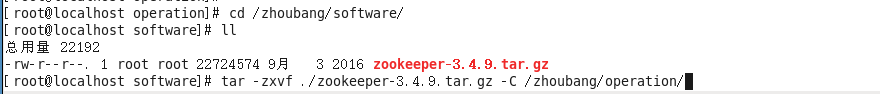 [root@localhost operation]# cd /zhoubang/software/
[root@localhost software]# ll
总用量 22192
-rw-r--r--. 1 root root 22724574 9月   3 2016 zookeeper-3.4.9.tar.gz
[root@localhost software]# tar -zxvf ./zookeeper-3.4.9.tar.gz -C /zhoubang/operation/